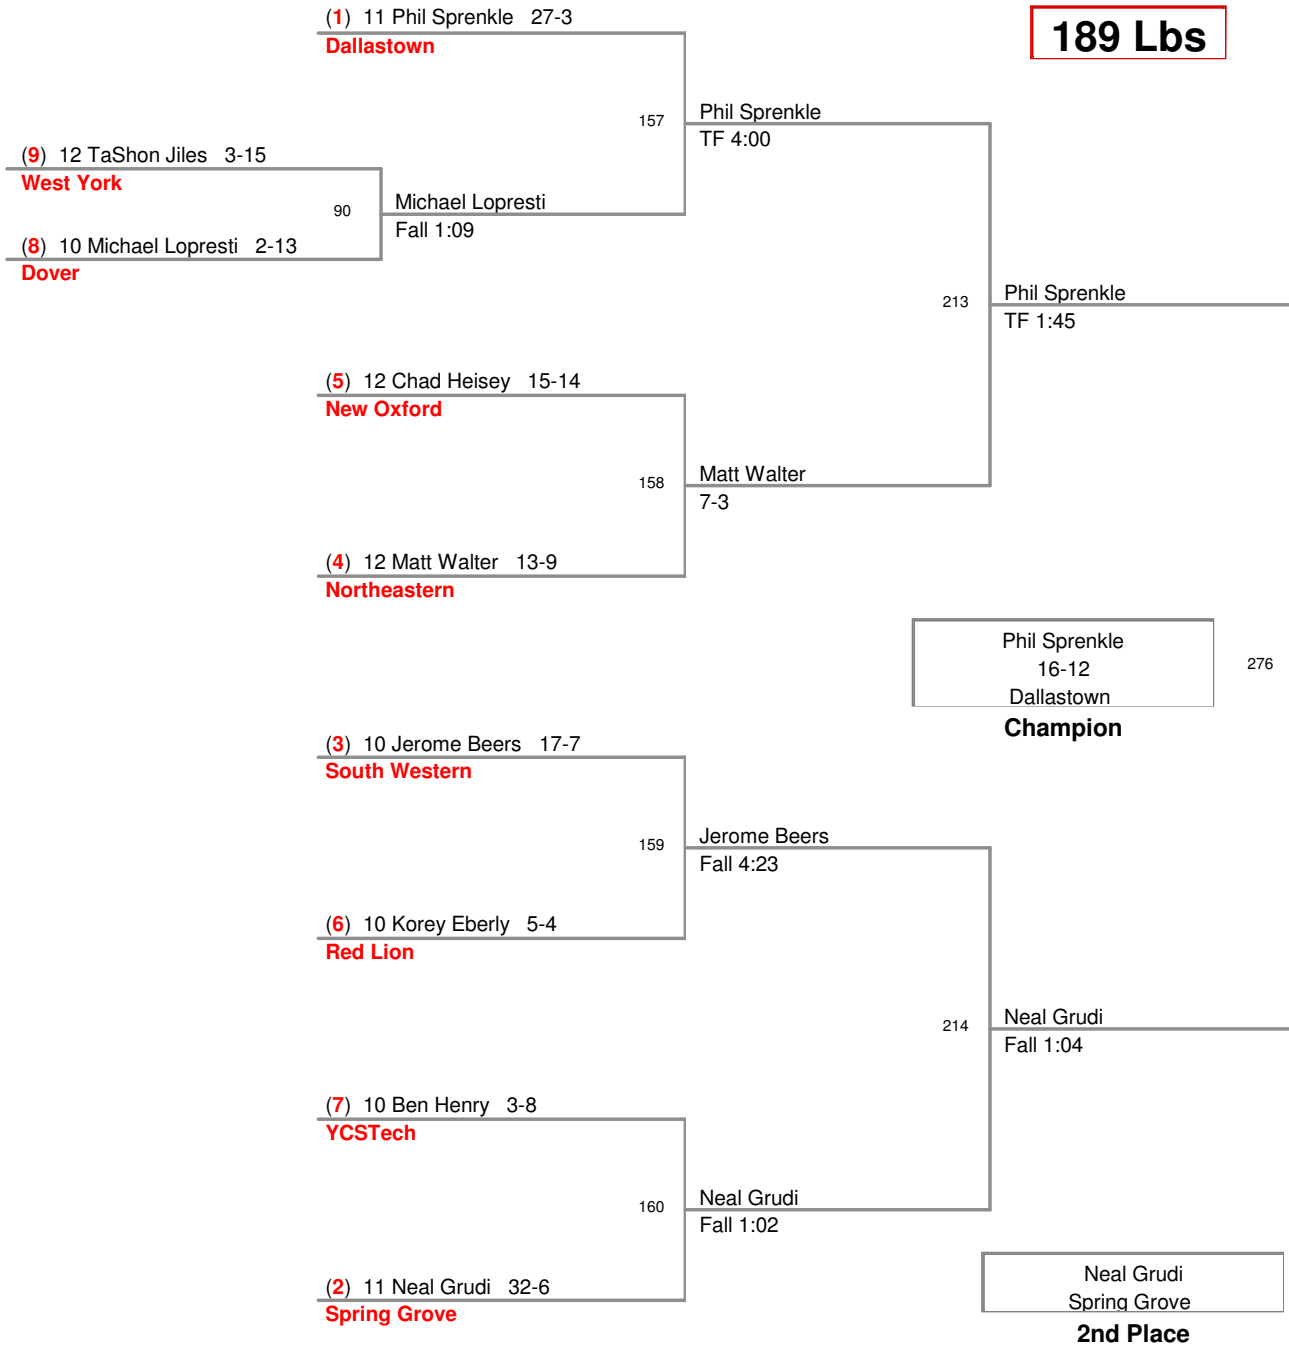 (1) 11 Phil Sprenkle 27-3
Dallastown
189 Lbs
157
Phil Sprenkle
TF 4:00
(9) 12 TaShon Jiles 3-15
West York
90
Michael Lopresti
Fall 1:09
(8) 10 Michael Lopresti 2-13
Dover
213
Phil Sprenkle
TF 1:45
(5) 12 Chad Heisey 15-14
New Oxford
158
Matt Walter
7-3
(4) 12 Matt Walter 13-9
Northeastern
Phil Sprenkle
16-12
Dallastown
276
Champion
(3) 10 Jerome Beers 17-7
South Western
159
Jerome Beers
Fall 4:23
(6) 10 Korey Eberly 5-4
Red Lion
214
Neal Grudi
Fall 1:04
(7) 10 Ben Henry 3-8
YCSTech
160
Neal Grudi
Fall 1:02
(2) 11 Neal Grudi 32-6
Spring Grove
Neal Grudi
Spring Grove
2nd Place